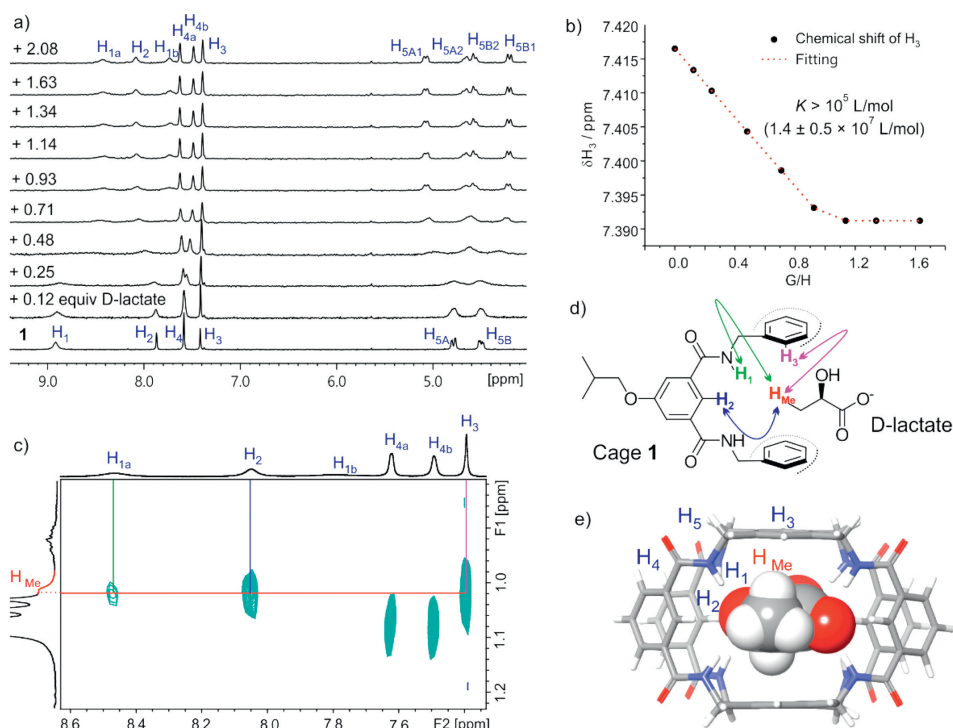 a)
H4a
H4b
H1a
H2
H1b
H3
H5A1
H5A2
H5B2
H5B1
+ 2.08
+ 1.63
+ 1.34
+ 1.14
+ 0.93
+ 0.71
+ 0.48
+ 0.25
+ 0.12 equiv D-lactate
1
H1
H2
H4
H3
H5A
H5B
9.0
8.0
7.0
6.0
5.0
[ppm]
b)
7.420
7.415
7.410
7.405
7.400
7.395
7.390
δH3 / ppm
Chemical shift of H3
Fitting
K > 10^5 L/mol
(1.4 ± 0.5 × 10^7 L/mol)
0.0
0.4
0.8
1.2
1.6
G/H
c)
H1a
H2
H1b
H4a
H4b
H3
HMe
F1 [ppm]
1.0
1.1
1.2
8.6
8.4
8.2
8.0
7.6
F2 [ppm]
d)
O
N
H1
H3
OH
O
H2
HMe
O-
O
D-lactate
O
NH
Cage 1
e)
H5
H3
H4
H1
H Me
H2